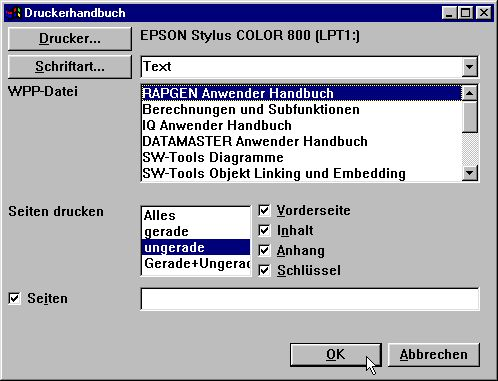 Druckerhandbuch
Drucker... EPSON Stylus COLOR 800 (LPT1:)
Schriftart... Text
WPP-Datei
RAPGEN Anwender Handbuch
Berechnungen und Subfunktionen
IQ Anwender Handbuch
DATAMASTER Anwender Handbuch
SW-Tools Diagramme
SW-Tools Objekt Linking und Embedding
Seiten drucken
Alles
gerade
ungerade
Gerade+Ungerad
Vorderseite
Inhalt
Anhang
Schlüssel
Seiten
OK Abbrechen